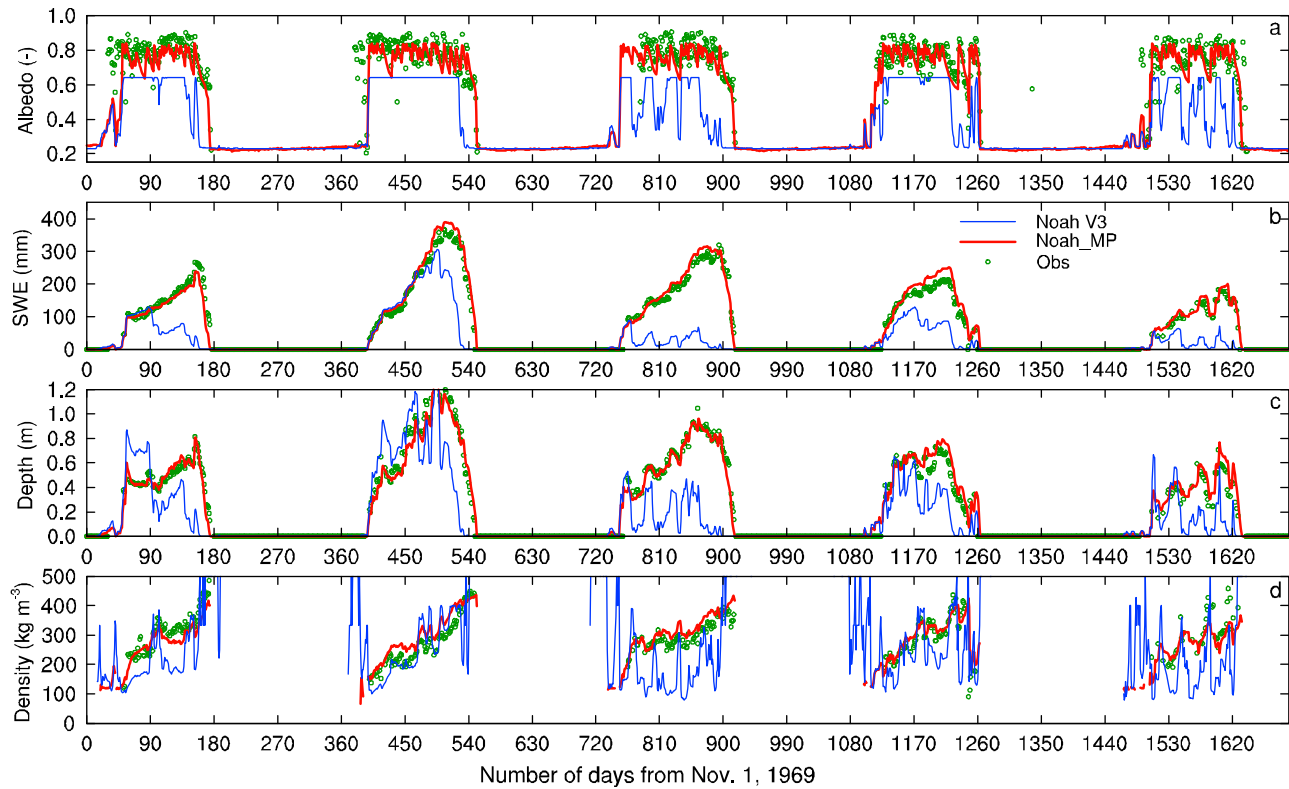 1.0
0.8
0.6
0.4
0.2
Albedo (-)
a
0 90 180 270 360 450 540 630 720 810 900 990 1080 1170 1260 1350 1440 1530 1620
400
300
200
100
0
SWE (mm)
b
Noah V3
Noah_MP
Obs
0 90 180 270 360 450 540 630 720 810 900 990 1080 1170 1260 1350 1440 1530 1620
1.2
1.0
0.8
0.6
0.4
0.2
0.0
Depth (m)
c
0 90 180 270 360 450 540 630 720 810 900 990 1080 1170 1260 1350 1440 1530 1620
500
400
300
200
100
0
Density (kg m⁻³)
d
0 90 180 270 360 450 540 630 720 810 900 990 1080 1170 1260 1350 1440 1530 1620
Number of days from Nov. 1, 1969